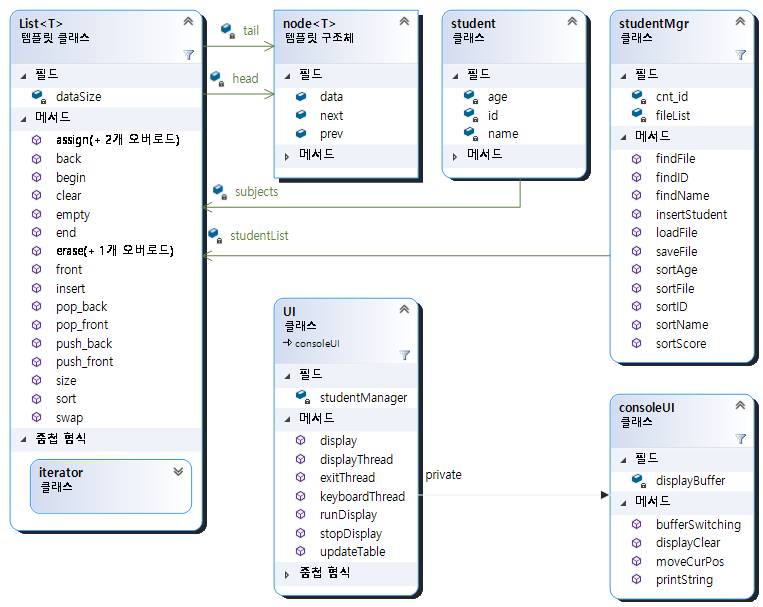 List<T>
템플릿 클래스
필드
dataSize
메서드
assign(+ 2개 오버로드)
back
begin
clear
empty
end
erase(+ 1개 오버로드)
front
insert
pop_back
pop_front
push_back
push_front
size
sort
swap
중첩 형식
iterator
클래스
tail
head
subjects
studentList
node<T>
템플릿 구조체
필드
data
next
prev
메서드
student
클래스
필드
age
id
name
메서드
studentMgr
클래스
필드
cnt_id
fileList
메서드
findFile
findID
findName
insertStudent
loadFile
saveFile
sortAge
sortFile
sortID
sortName
sortScore
UI
클래스
consoleUI
필드
studentManager
메서드
display
displayThread
exitThread
keyboardThread
runDisplay
stopDisplay
updateTable
중첩 형식
private
consoleUI
클래스
필드
displayBuffer
메서드
bufferSwitching
displayClear
moveCurPos
printString